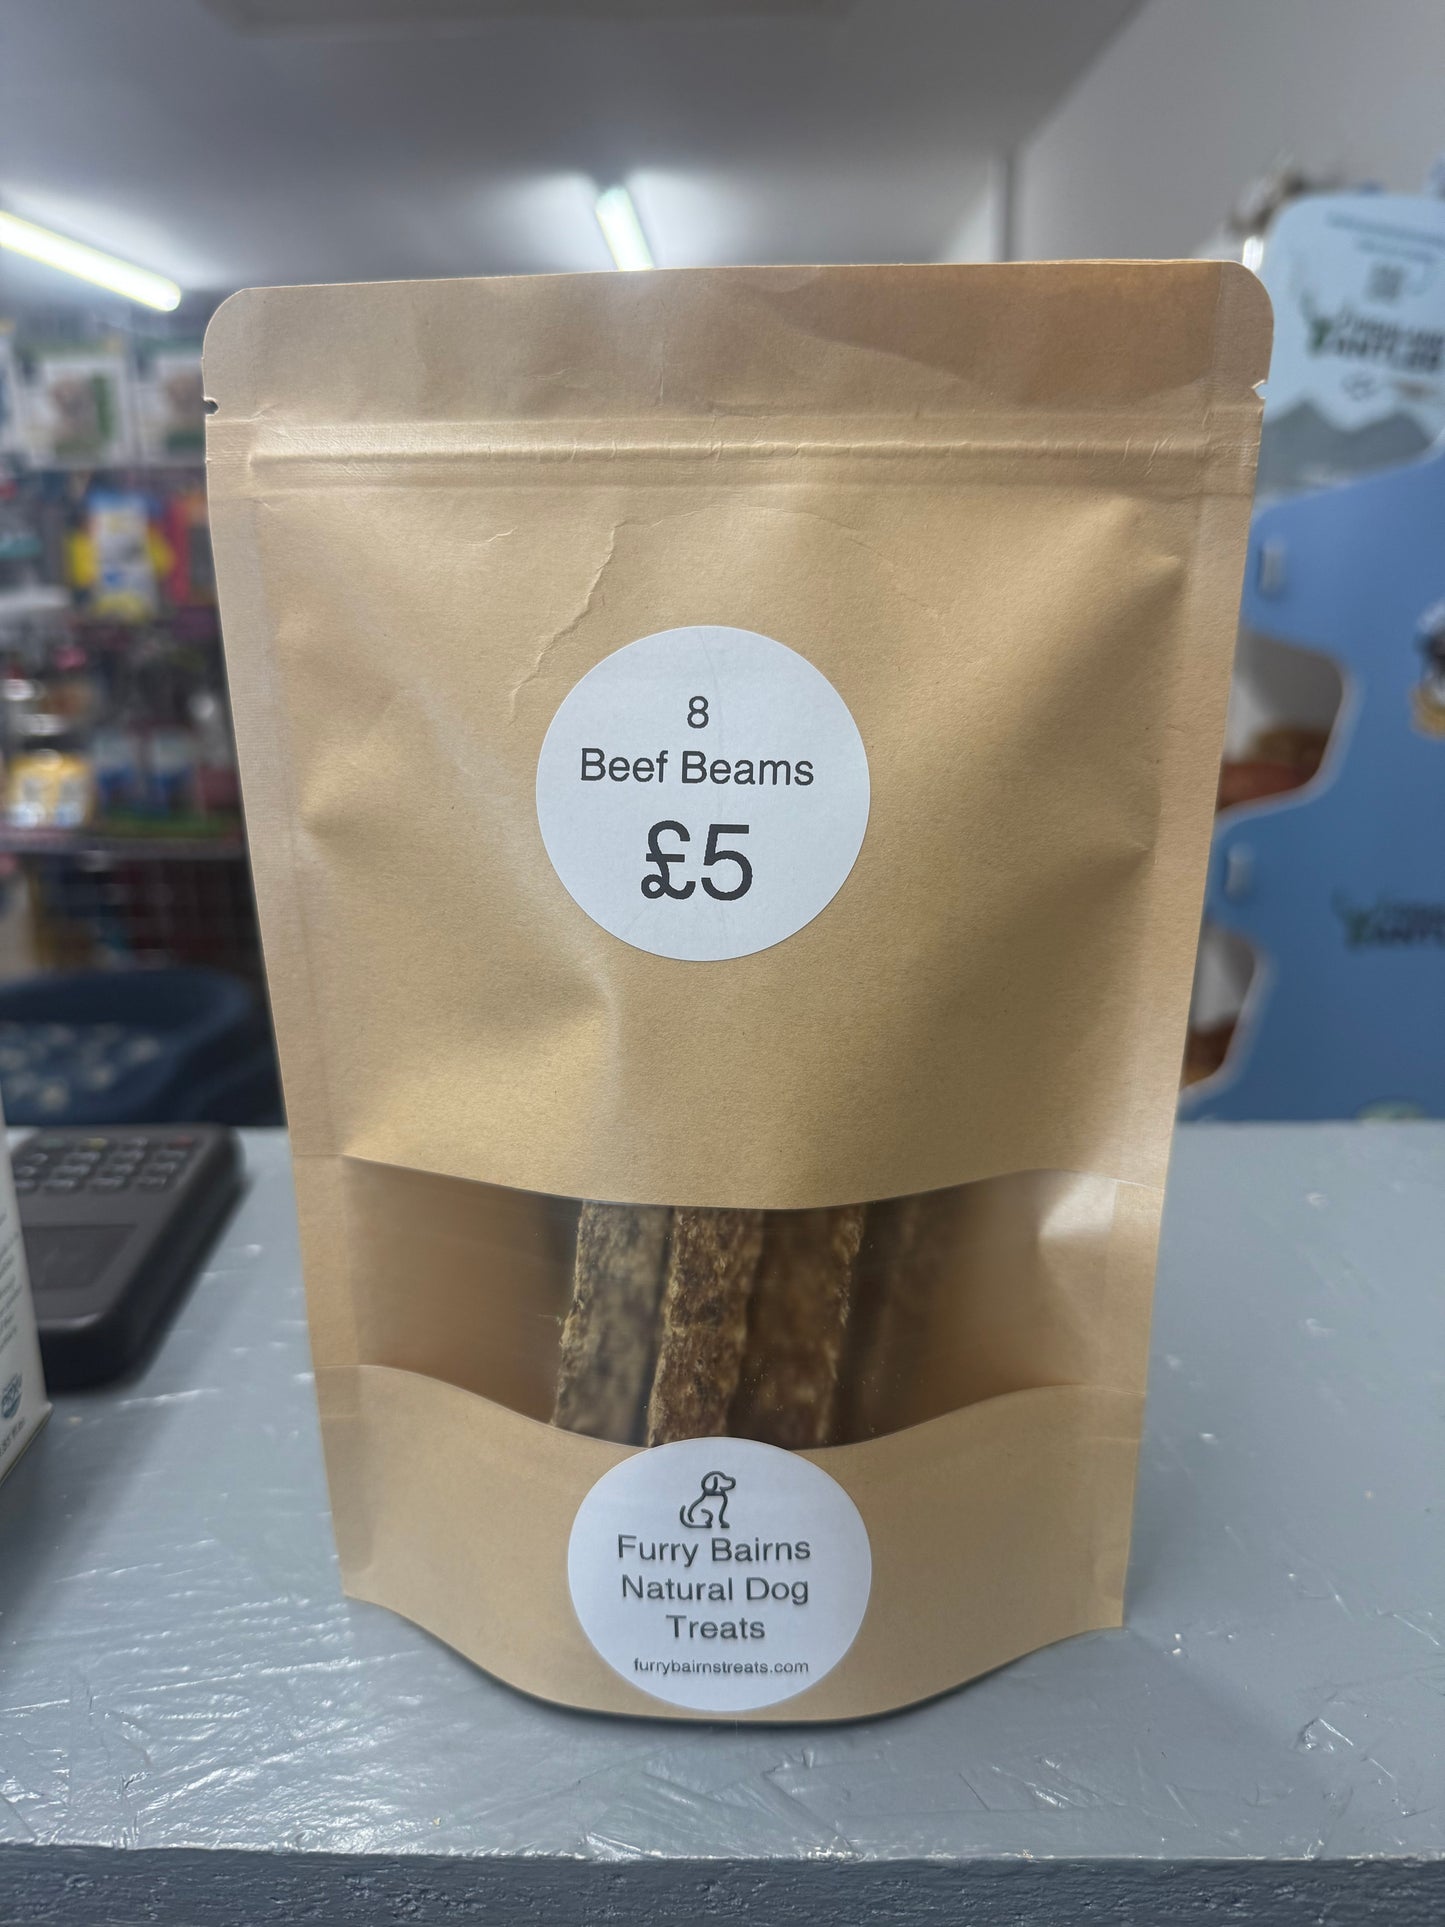 8
Beef Beams
£5
Furry Bairns
Natural Dog
Treats
furrybairnstreats.com